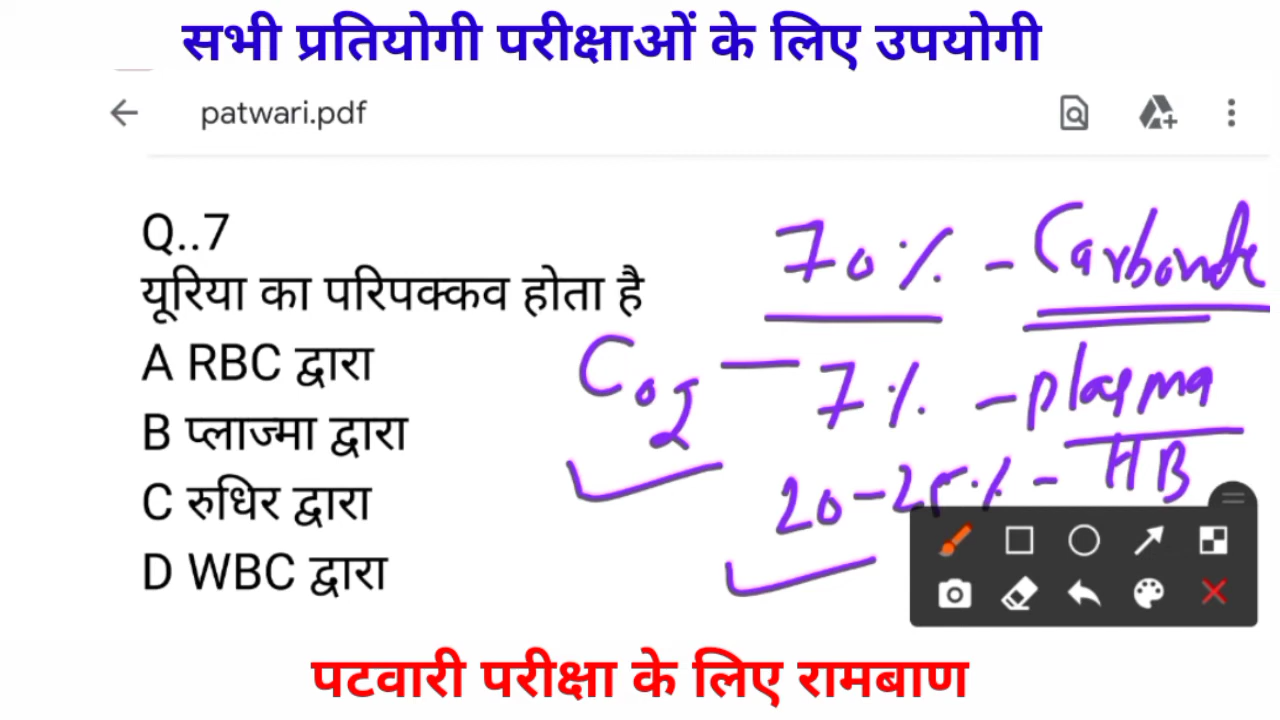 सभी प्रतियोगी परीक्षाओं के लिए उपयोगी
patwari.pdf
Q..7
यूरिया का परिपक्कव होता है
A RBC द्वारा
B प्लाज्मा द्वारा
C रुधिर द्वारा
D WBC द्वारा
70% - Carbonate
CO2 - 7% - plasma
20-25% - HB
पटवारी परीक्षा के लिए रामबाण